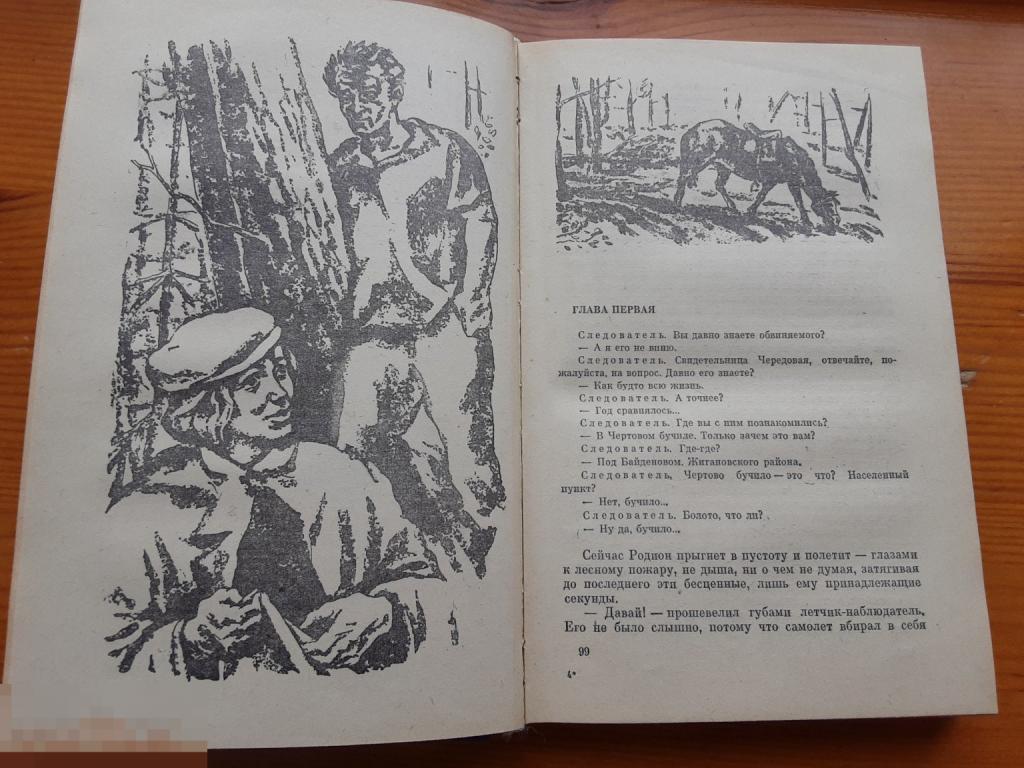 ГЛАВА ПЕРВАЯ
Следователь. Вы давно знаете обвиняемого?
— А я его не виню.
Следователь. Свидетельница Чередовая, отвечайте, по-
жалуйста, на вопрос. Давно его знаете?
— Как будто всю жизнь.
Следователь. А точнее?
— Год сравнялось...
Следователь. Где вы с ним познакомились?
— В Чертовом бучиле. Только зачем это вам?
Следователь. Где-где?
— Под Байденовом. Жигановского района.
Следователь. Чертово бучило — это что? Населенный
пункт?
— Нет, бучило...
Следователь. Болото, что ли?
— Ну да, бучило...
Сейчас Родион прыгнет в пустоту и полетит — глазами
к лесному пожару, не дыша, ни о чем не думая, затягивая
до последнего эти бесценные, лишь ему принадлежащие
секунды.
— Давай! — прошевелил губами летчик-наблюдатель.
Его не было слышно, потому что самолет вбирал в себя
99
4*